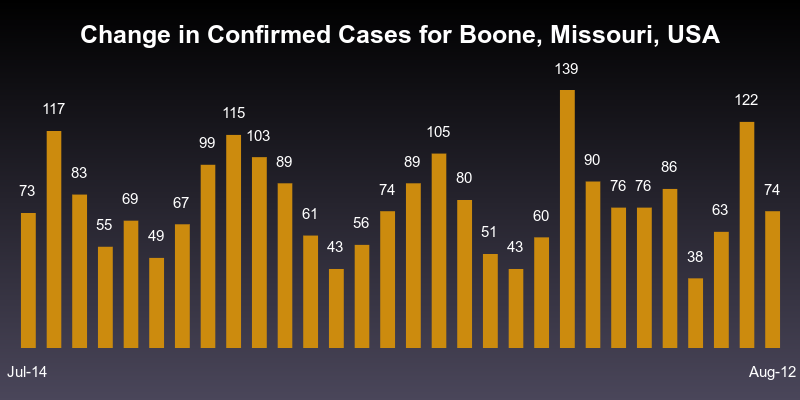 Change in Confirmed Cases for Boone, Missouri, USA
73 117 83 55 69 49 67 99 115 103 89 61 43 56 74 89 105 80 51 43 60 139 90 76 76 86 38 63 122 74
Jul-14 Aug-12